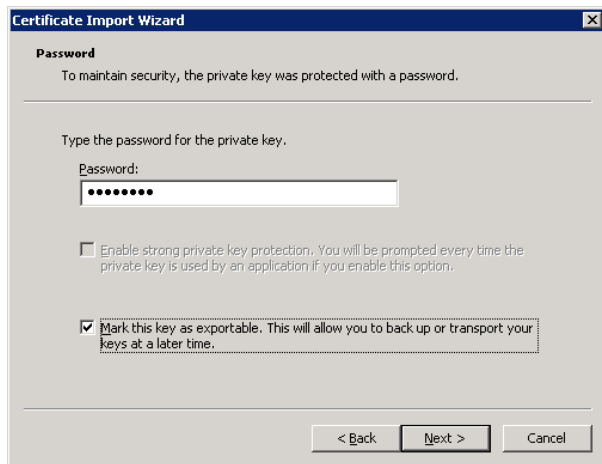 Certificate Import Wizard
Password
To maintain security, the private key was protected with a password.
Type the password for the private key.
Password:
••••••••
Enable strong private key protection. You will be prompted every time the
private key is used by an application if you enable this option.
Mark this key as exportable. This will allow you to back up or transport your
keys at a later time.
< Back
Next >
Cancel